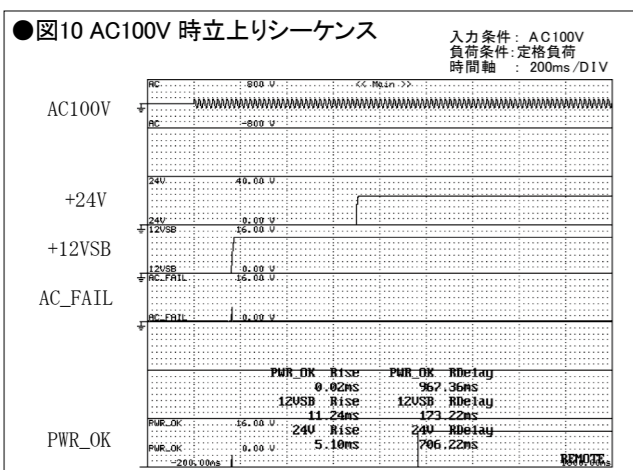 ●図10 AC100V 時立上りシーケンス
入力条件: AC100V
負荷条件:定格負荷
時間軸 : 200ms/DIV
AC 800 V << Main >>
AC100V
AC -800 V
24V 40.00 V
+24V
24V 0.00 V
12VSB 16.00 V
+12VSB
12VSB 0.00 V
AC_FAIL 16.00 V
AC_FAIL
AC_FAIL 0.00 V
PWR_OK Rise PWR_OK RDelay
0.02ms 967.36ms
12VSB Rise 12VSB RDelay
11.24ms 173.22ms
PWR_OK 16.00 V
24V Rise 24V RDelay
5.10ms 706.22ms
PWR_OK
PWR_OK 0.00 V
-200.00ms
REMOTE